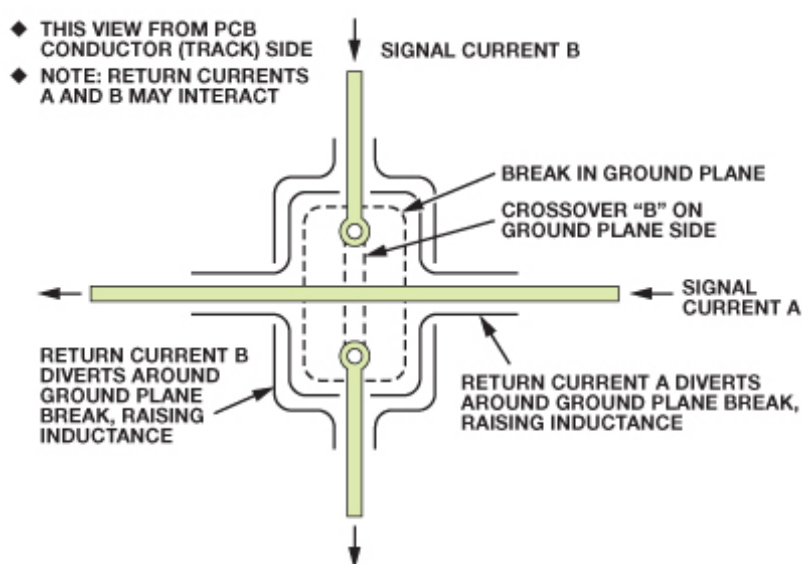 ◆ THIS VIEW FROM PCB
CONDUCTOR (TRACK) SIDE
◆ NOTE: RETURN CURRENTS
A AND B MAY INTERACT
SIGNAL CURRENT B
BREAK IN GROUND PLANE
CROSSOVER “B” ON
GROUND PLANE SIDE
SIGNAL
CURRENT A
RETURN CURRENT B
DIVERTS AROUND
GROUND PLANE
BREAK, RAISING
INDUCTANCE
RETURN CURRENT A DIVERTS
AROUND GROUND PLANE BREAK,
RAISING INDUCTANCE